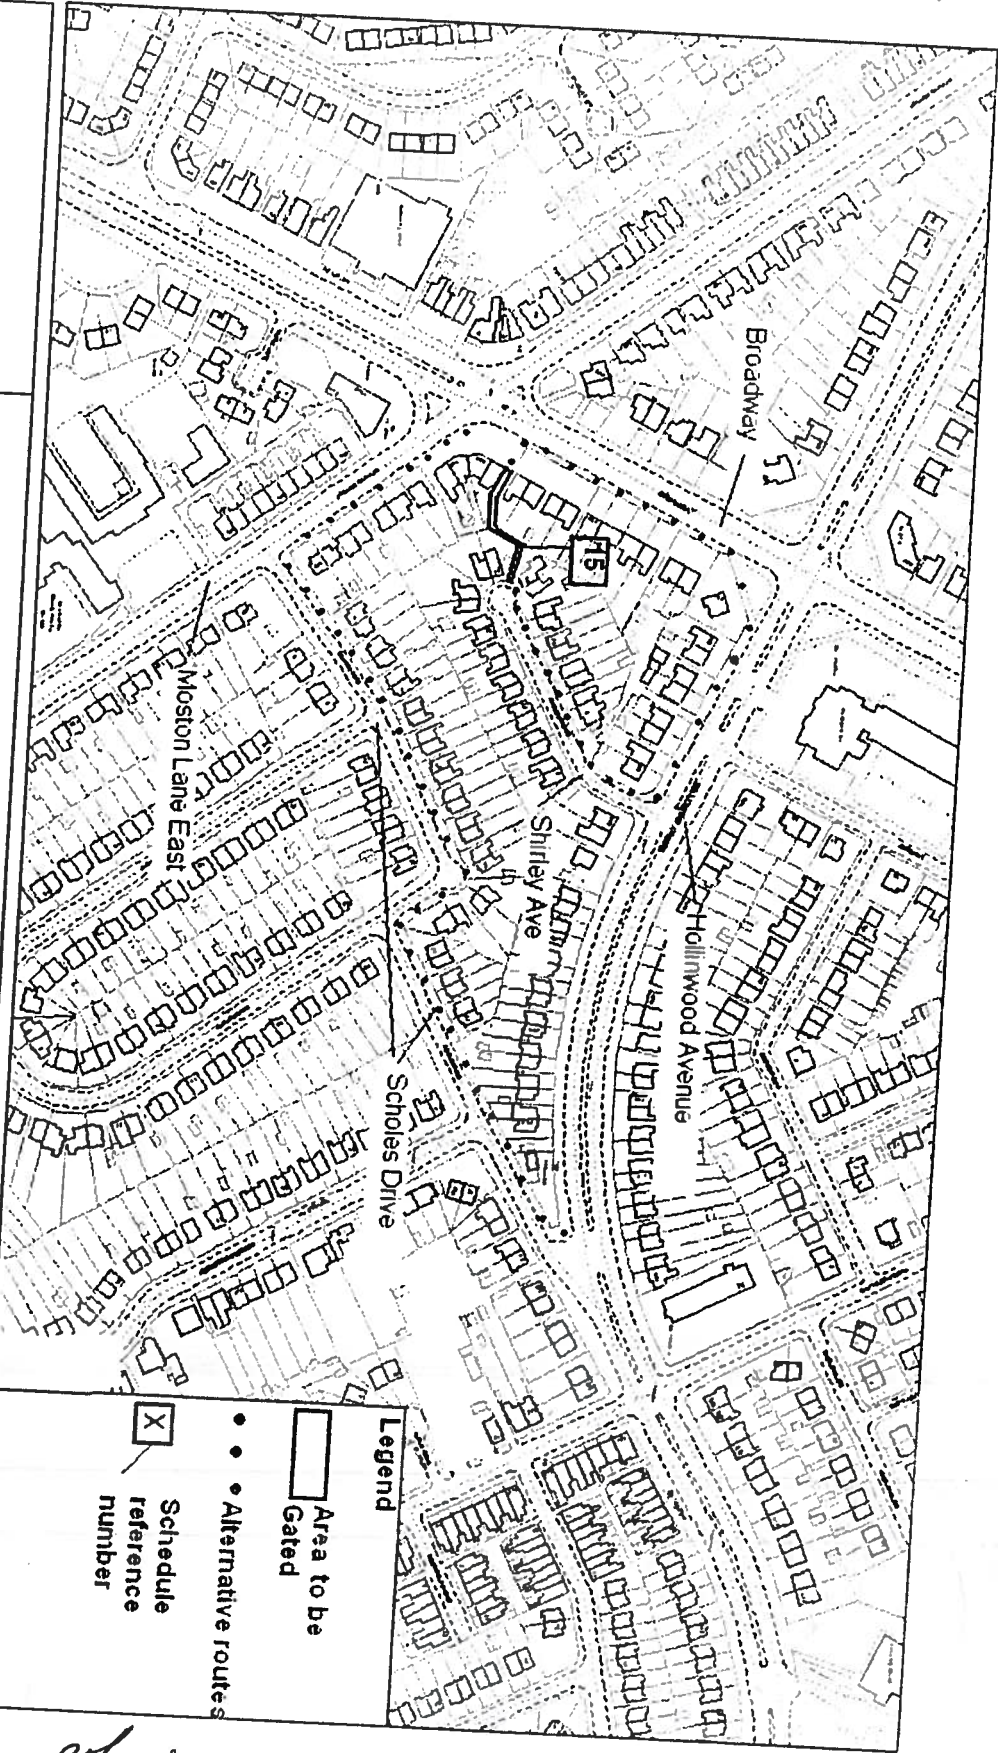 Broadway
15
Hollinwood Avenue
Shirley Ave
Moston Lane East
Scholes Drive
Legend
Area to be
Gated
Alternative routes
X
Schedule
reference
number